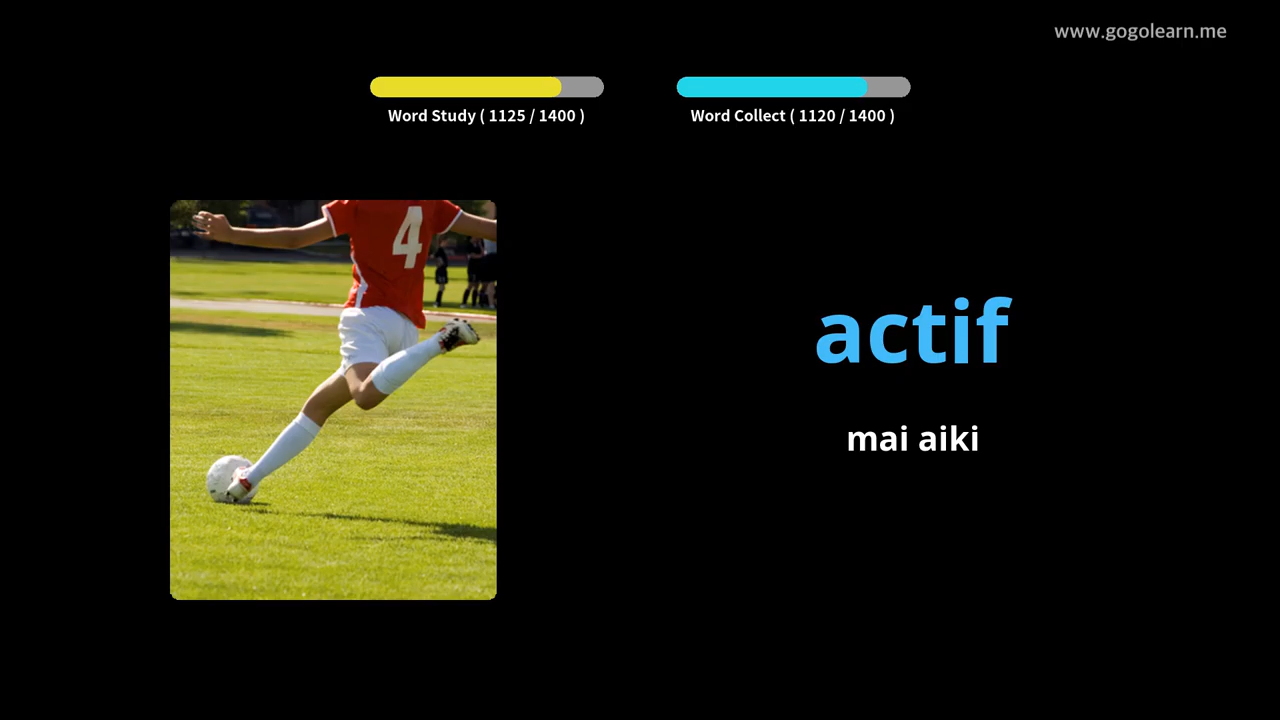 www.gogolearn.me
Word Study ( 1125 / 1400 )
Word Collect ( 1120 / 1400 )
4
actif
mai aiki